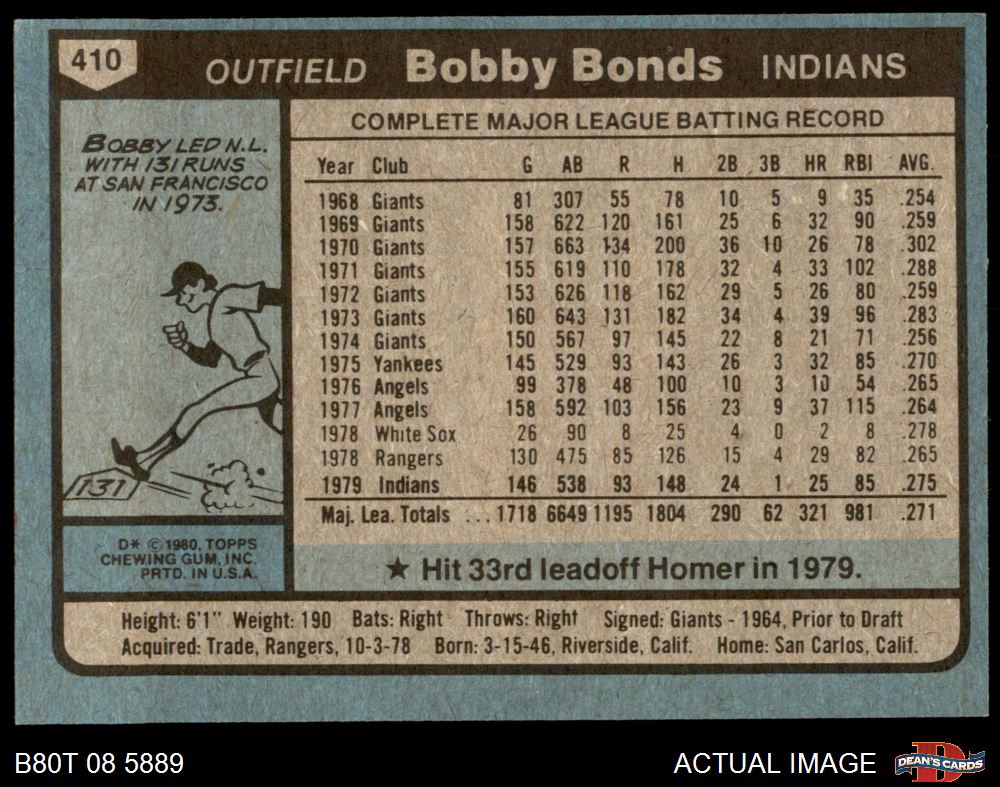 410 OUTFIELD Bobby Bonds INDIANS
BOBBY LED N.L.
WITH 131 RUNS
AT SAN FRANCISCO
IN 1973.
131
D* © 1980, TOPPS
CHEWING GUM, INC.
PRTD. IN U.S.A.
COMPLETE MAJOR LEAGUE BATTING RECORD
Year Club G AB R H 2B 3B HR RBI AVG.
1968 Giants 81 307 55 78 10 5 9 35 .254
1969 Giants 158 622 120 161 25 6 32 90 .259
1970 Giants 157 663 134 200 36 10 26 78 .302
1971 Giants 155 619 110 178 32 4 33 102 .288
1972 Giants 153 626 118 162 29 5 26 80 .259
1973 Giants 160 643 131 182 34 4 39 96 .283
1974 Giants 150 567 97 145 22 8 21 71 .256
1975 Yankees 145 529 93 143 26 3 32 85 .270
1976 Angels 99 378 48 100 10 3 10 54 .265
1977 Angels 158 592 103 156 23 9 37 115 .264
1978 White Sox 26 90 8 25 4 0 2 8 .278
1978 Rangers 130 475 85 126 15 4 29 82 .265
1979 Indians 146 538 93 148 24 1 25 85 .275
Maj. Lea. Totals ... 1718 6649 1195 1804 290 62 321 981 .271
★ Hit 33rd leadoff Homer in 1979.
Height: 6'1" Weight: 190 Bats: Right Throws: Right Signed: Giants - 1964, Prior to Draft
Acquired: Trade, Rangers, 10-3-78 Born: 3-15-46, Riverside, Calif. Home: San Carlos, Calif.
B80T 08 5889 ACTUAL IMAGE DEAN'S CARDS